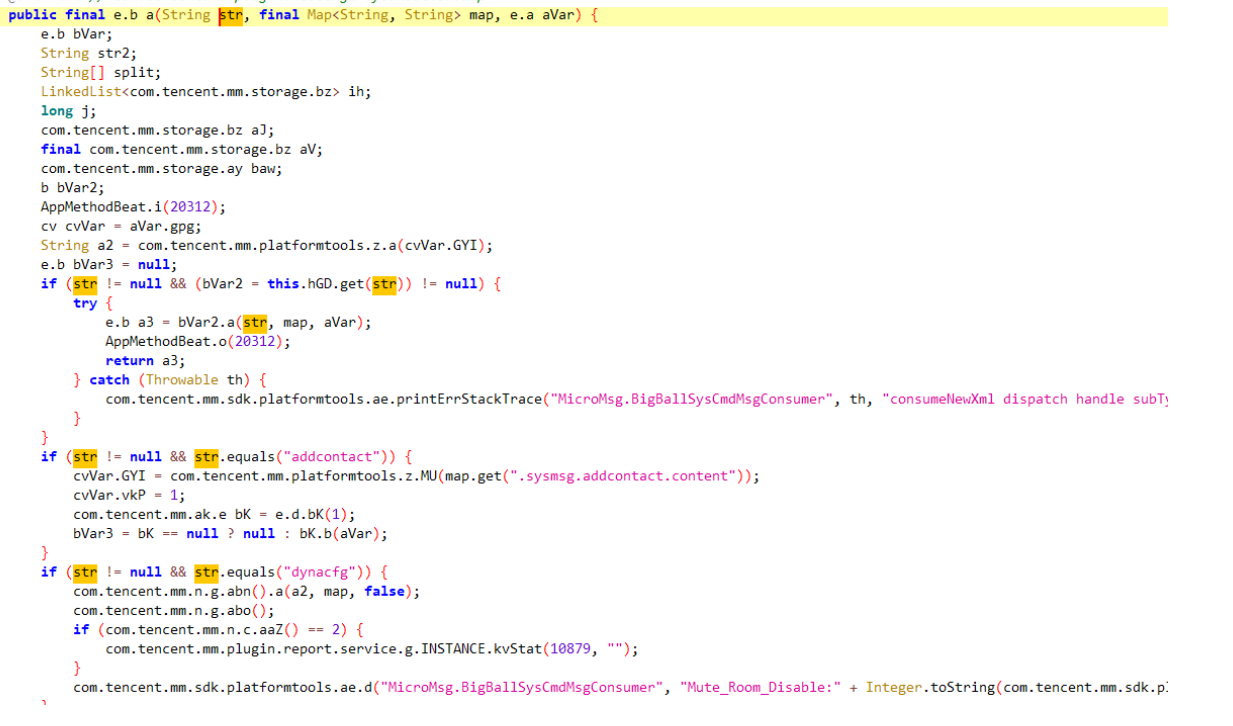 public final e.b a(String str, final Map<String, String> map, e.a aVar) {
e.b bVar;
String str2;
String[] split;
LinkedList<com.tencent.mm.storage.bz> ih;
long j;
com.tencent.mm.storage.bz aJ;
final com.tencent.mm.storage.bz aV;
com.tencent.mm.storage.ay baw;
b bVar2;
AppMethodBeat.i(20312);
cv cvVar = aVar.gpg;
String a2 = com.tencent.mm.platformtools.z.a(cvVar.GYI);
e.b bVar3 = null;
if (str != null && (bVar2 = this.hGD.get(str)) != null) {
try {
e.b a3 = bVar2.a(str, map, aVar);
AppMethodBeat.o(20312);
return a3;
} catch (Throwable th) {
com.tencent.mm.sdk.platformtools.ae.printErrStackTrace("MicroMsg.BigBallSysCmdMsgConsumer", th, "consumeNewXml dispatch handle subTy
}
}
if (str != null && str.equals("addcontact")) {
cvVar.GYI = com.tencent.mm.platformtools.z.MU(map.get(".sysmsg.addcontact.content"));
cvVar.vkP = 1;
com.tencent.mm.ak.e bK = e.d.bK(1);
bVar3 = bK == null ? null : bK.b(aVar);
}
if (str != null && str.equals("dynacfg")) {
com.tencent.mm.n.g.abn().a(a2, map, false);
com.tencent.mm.n.g.abo();
if (com.tencent.mm.n.c.aaZ() == 2) {
com.tencent.mm.plugin.report.service.g.INSTANCE.kvStat(10879, "");
}
com.tencent.mm.sdk.platformtools.ae.d("MicroMsg.BigBallSysCmdMsgConsumer", "Mute_Room_Disable:" + Integer.toString(com.tencent.mm.sdk.pl
}